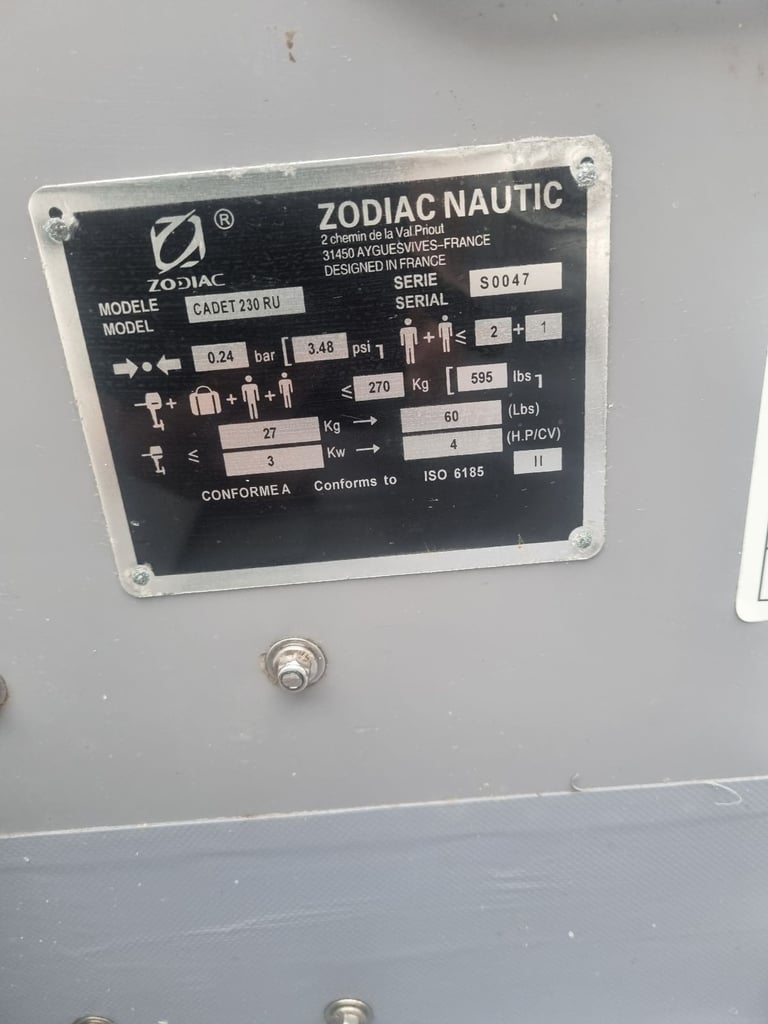 ZODIAC NAUTIC
2 chemin de la Val.Priout
31450 AYGUESVIVES-FRANCE
DESIGNED IN FRANCE
®
ZODIAC
MODELE
MODEL
CADET 230 RU
SERIE
SERIAL
S0047
0.24 bar [ 3.48 psi ]
+ ≤ 2 + 1
+ + + ≤ 270 Kg [ 595 lbs ]
27 Kg → 60 (Lbs)
≤ 3 Kw → 4 (H.P/CV)
CONFORME A Conforms to ISO 6185 II